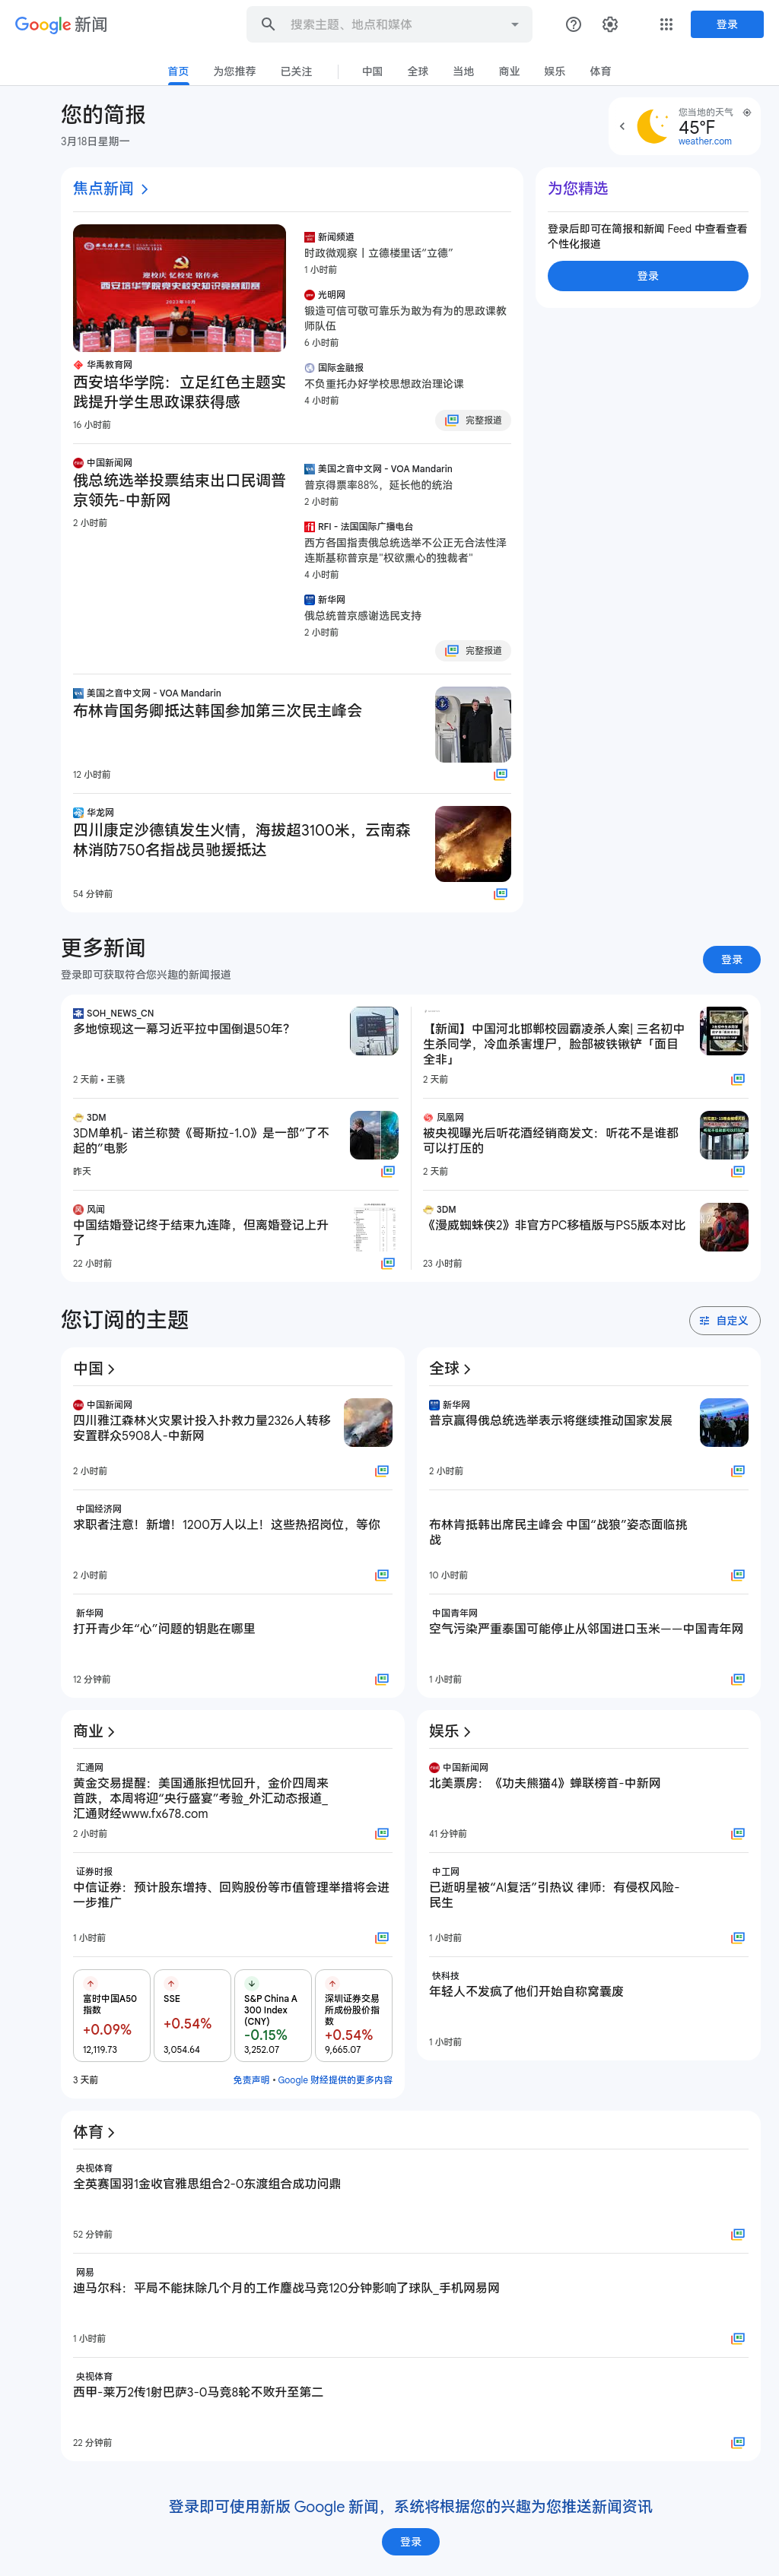 Google 新闻
搜索主题、地点和媒体
登录
首页
为您推荐
已关注
中国
全球
当地
商业
娱乐
体育
您的简报
3月18日星期一
您当地的天气
45°F
weather.com
焦点新闻
西安培华学院
迎校庆 忆校史 铭传承
西安培华学院党史校史知识竞赛初赛
华禹教育网
西安培华学院：立足红色主题实
践提升学生思政课获得感
16 小时前
新闻频道
时政微观察丨立德楼里话“立德”
1 小时前
光明网
锻造可信可敬可靠乐为敢为有为的思政课教
师队伍
6 小时前
国际金融报
不负重托办好学校思想政治理论课
4 小时前
完整报道
中国新闻网
俄总统选举投票结束出口民调普
京领先-中新网
2 小时前
美国之音中文网 - VOA Mandarin
普京得票率88%，延长他的统治
2 小时前
RFI - 法国国际广播电台
西方各国指责俄总统选举不公正无合法性泽
连斯基称普京是"权欲熏心的独裁者"
4 小时前
新华网
俄总统普京感谢选民支持
2 小时前
完整报道
美国之音中文网 - VOA Mandarin
布林肯国务卿抵达韩国参加第三次民主峰会
12 小时前
华龙网
四川康定沙德镇发生火情，海拔超3100米，云南森
林消防750名指战员驰援抵达
54 分钟前
为您精选
登录后即可在简报和新闻 Feed 中查看查看
个性化报道
登录
更多新闻
登录即可获取符合您兴趣的新闻报道
登录
SOH_NEWS_CN
多地惊现这一幕习近平拉中国倒退50年?
2 天前 • 王骁
【新闻】中国河北邯郸校园霸凌杀人案| 三名初中
生杀同学，冷血杀害埋尸，脸部被铁锹铲「面目
全非」
2 天前
3DM
3DM单机- 诺兰称赞《哥斯拉-1.0》是一部“了不
起的”电影
昨天
凤凰网
被央视曝光后听花酒经销商发文：听花不是谁都
可以打压的
2 天前
风闻
中国结婚登记终于结束九连降，但离婚登记上升
了
22 小时前
3DM
《漫威蜘蛛侠2》非官方PC移植版与PS5版本对比
23 小时前
您订阅的主题
自定义
中国
中国新闻网
四川雅江森林火灾累计投入扑救力量2326人转移
安置群众5908人-中新网
2 小时前
中国经济网
求职者注意！新增！1200万人以上！这些热招岗位，等你
2 小时前
新华网
打开青少年“心”问题的钥匙在哪里
12 分钟前
全球
新华网
普京赢得俄总统选举表示将继续推动国家发展
2 小时前
布林肯抵韩出席民主峰会 中国“战狼”姿态面临挑
战
10 小时前
中国青年网
空气污染严重泰国可能停止从邻国进口玉米——中国青年网
1 小时前
商业
汇通网
黄金交易提醒：美国通胀担忧回升，金价四周来
首跌，本周将迎“央行盛宴”考验_外汇动态报道_
汇通财经www.fx678.com
2 小时前
证券时报
中信证券：预计股东增持、回购股份等市值管理举措将会进
一步推广
1 小时前
富时中国A50
指数
+0.09%
12,119.73
SSE
+0.54%
3,054.64
S&P China A
300 Index
(CNY)
-0.15%
3,252.07
深圳证券交易
所成份股价指
数
+0.54%
9,665.07
3 天前
免责声明 • Google 财经提供的更多内容
娱乐
中国新闻网
北美票房：《功夫熊猫4》蝉联榜首-中新网
41 分钟前
中工网
已逝明星被“AI复活”引热议 律师：有侵权风险-
民生
1 小时前
快科技
年轻人不发疯了他们开始自称窝囊废
1 小时前
体育
央视体育
全英赛国羽1金收官雅思组合2-0东渡组合成功问鼎
52 分钟前
网易
迪马尔科：平局不能抹除几个月的工作鏖战马竞120分钟影响了球队_手机网易网
1 小时前
央视体育
西甲-莱万2传1射巴萨3-0马竞8轮不败升至第二
22 分钟前
登录即可使用新版 Google 新闻，系统将根据您的兴趣为您推送新闻资讯
登录